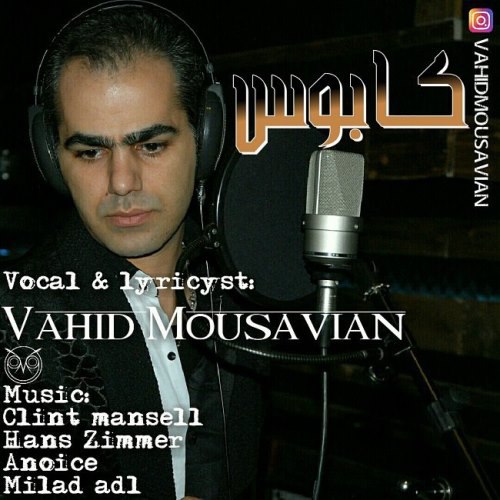 کابوس
VAHIDMOUSAVIAN
Vocal & lyricyst:
VAHID MOUSAVIAN
Music:
Clint mansell
Hans Zimmer
Anoice
Milad adl